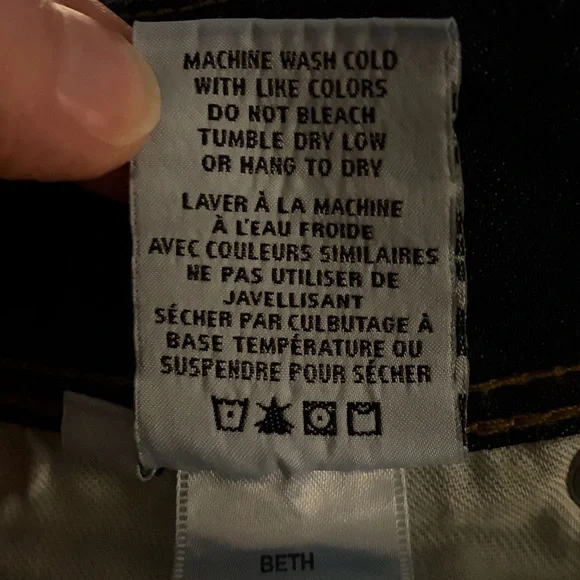 MACHINE WASH COLD
WITH LIKE COLORS
DO NOT BLEACH
TUMBLE DRY LOW
OR HANG TO DRY
LAVER À LA MACHINE
À L'EAU FROIDE
AVEC COULEURS SIMILAIRES
NE PAS UTILISER DE
JAVELLISANT
SÉCHER PAR CULBUTAGE À
BASE TEMPÉRATURE OU
SUSPENDRE POUR SÉCHER
BETH